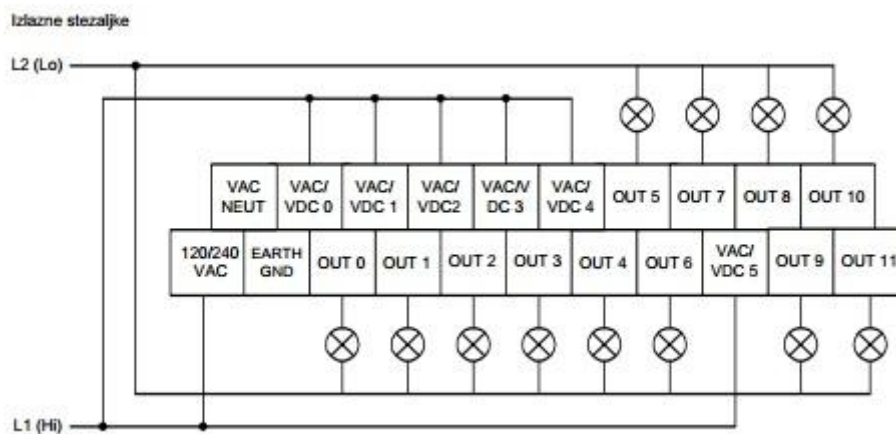 Izlazne stezaljke
L2 (Lo)
VAC
NEUT
VAC/
VDC 0
VAC/
VDC 1
VAC/
VDC2
VAC/V
DC 3
VAC/
VDC 4
OUT 5
OUT 7
OUT 8
OUT 10
120/240
VAC
EARTH
GND
OUT 0
OUT 1
OUT 2
OUT 3
OUT 4
OUT 6
VAC/
VDC 5
OUT 9
OUT 11
L1 (Hi)